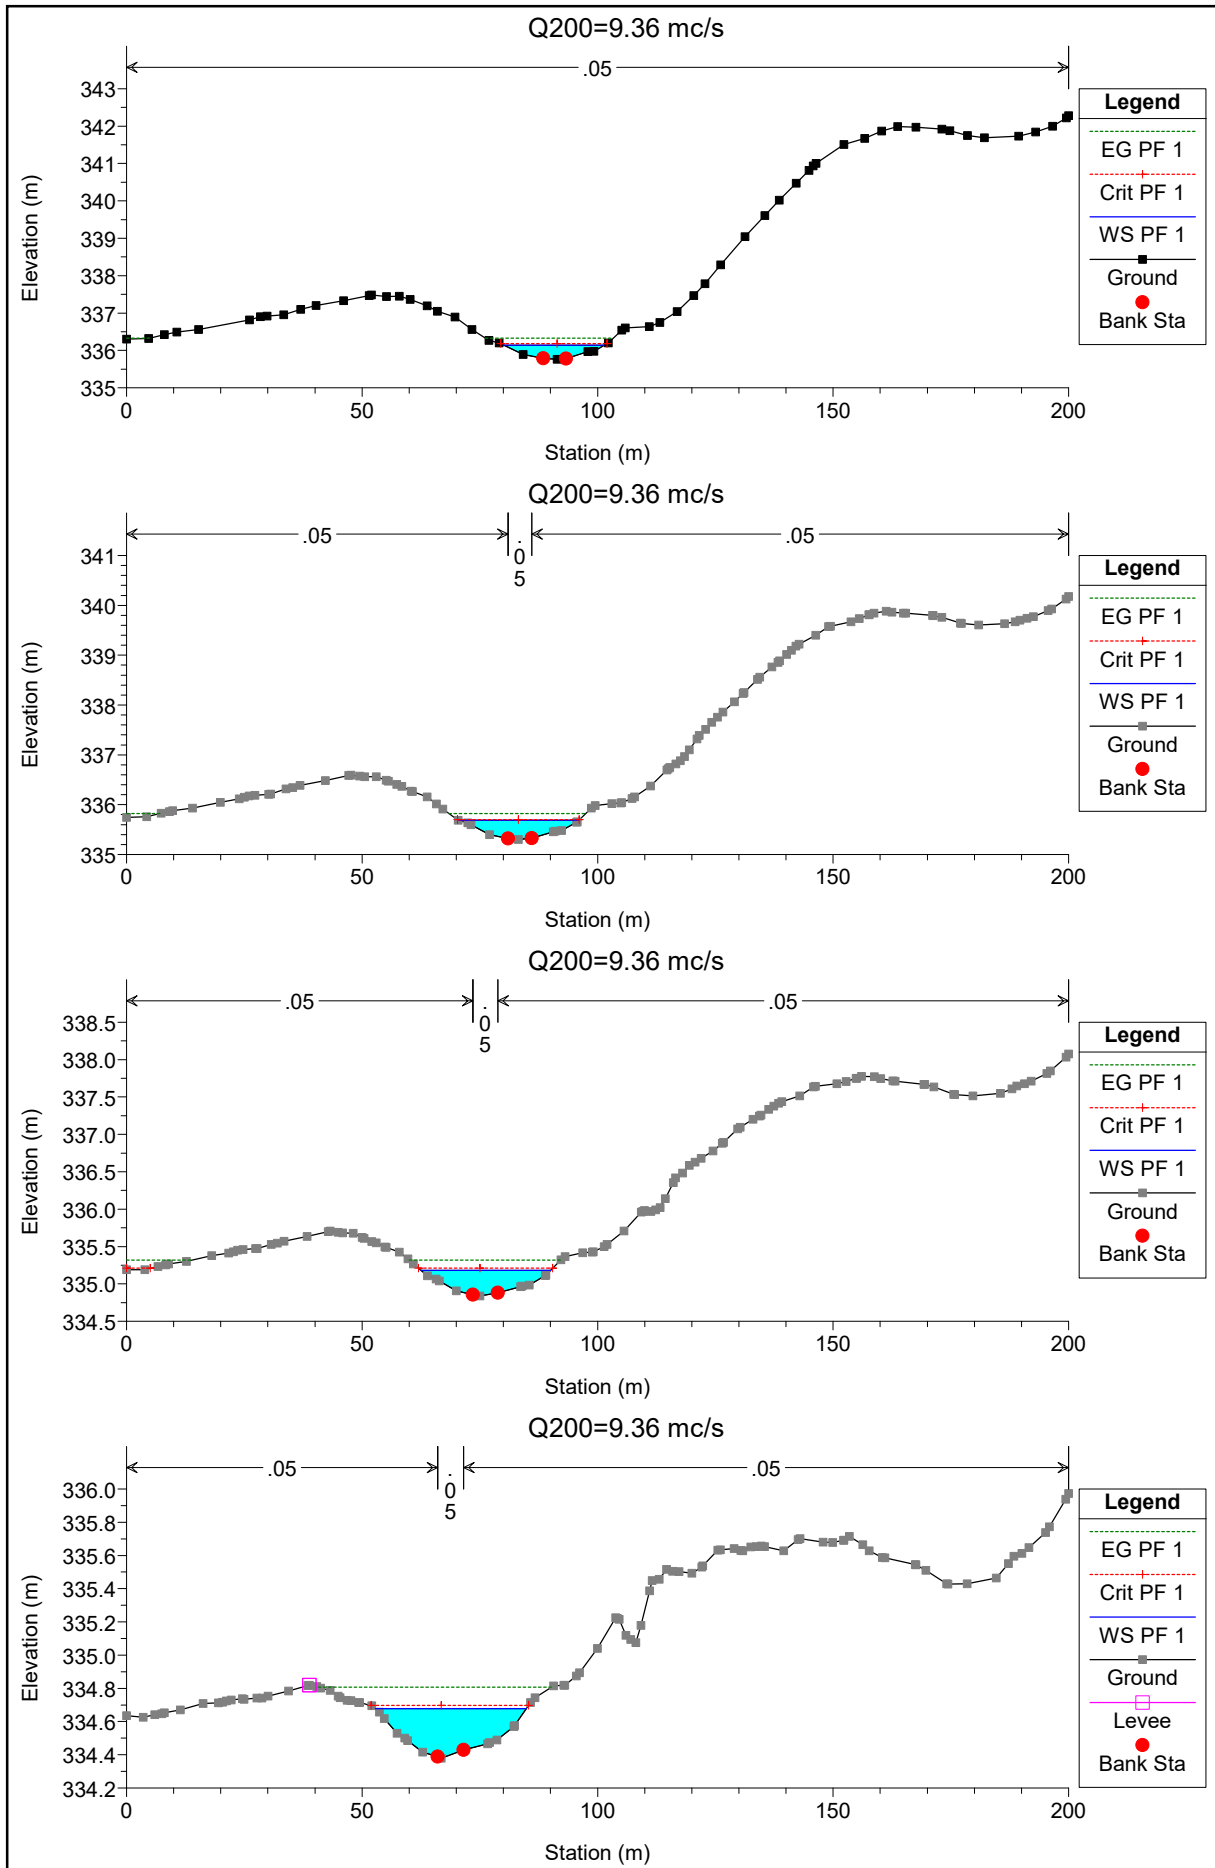 Q200=9.36 mc/s
.05
343
342
341
340
339
338
337
336
335
Elevation (m)
0 50 100 150 200
Station (m)
Legend
EG PF 1
Crit PF 1
WS PF 1
Ground
Bank Sta
Q200=9.36 mc/s
.05 .05 .05
341
340
339
338
337
336
335
Elevation (m)
0 50 100 150 200
Station (m)
Legend
EG PF 1
Crit PF 1
WS PF 1
Ground
Bank Sta
Q200=9.36 mc/s
.05 .05 .05
338.5
338.0
337.5
337.0
336.5
336.0
335.5
335.0
334.5
Elevation (m)
0 50 100 150 200
Station (m)
Legend
EG PF 1
Crit PF 1
WS PF 1
Ground
Bank Sta
Q200=9.36 mc/s
.05 .05 .05
336.0
335.8
335.6
335.4
335.2
335.0
334.8
334.6
334.4
334.2
Elevation (m)
0 50 100 150 200
Station (m)
Legend
EG PF 1
Crit PF 1
WS PF 1
Ground
Levee
Bank Sta